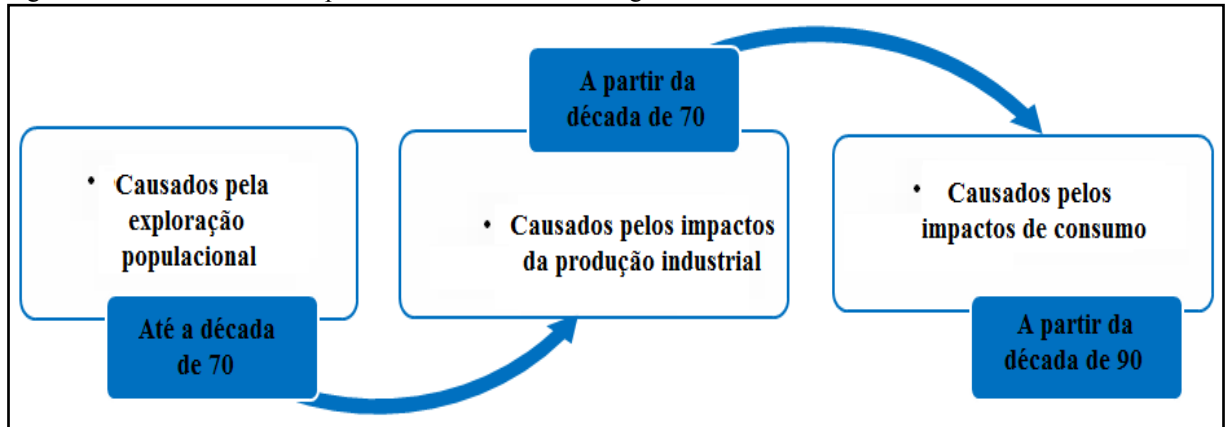 • Causados pela
exploração
populacional
Até a década
de 70
A partir da
década de 70
• Causados pelos impactos
da produção industrial
• Causados pelos
impactos de consumo
A partir da
década de 90